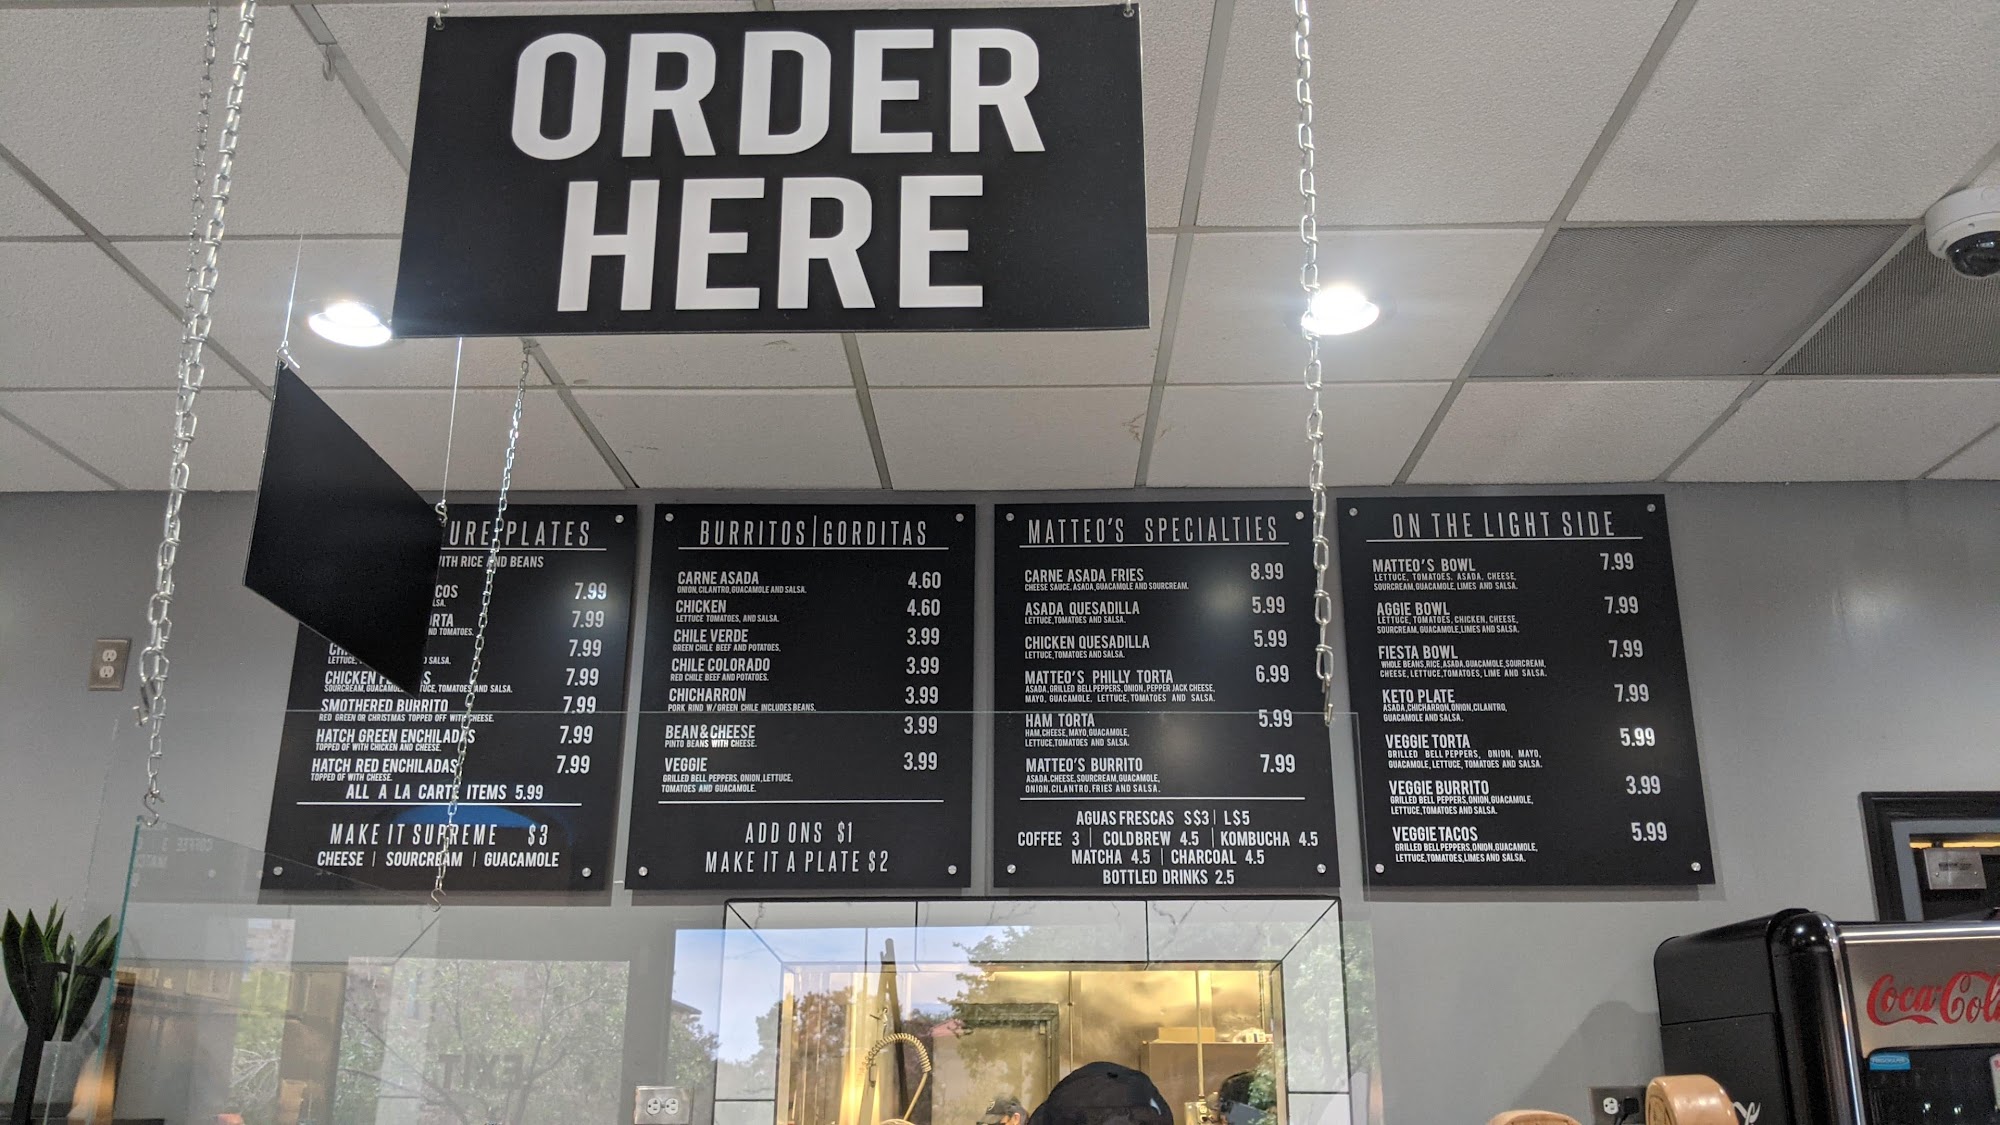 ORDER
HERE
PLATES
WITH RICE AND BEANS
7.99
7.99
NO TOMATOES.
7.99
LETTUCE, SALSA.
CHICKEN 7.99
SOURCREAM, TOMATOES AND SALSA.
SMOTHERED BURRITO 7.99
RED GREEN OR CHRISTMAS TOPPED OFF WITH CHEESE.
HATCH GREEN ENCHILADAS 7.99
TOPPED OF WITH CHICKEN AND CHEESE.
HATCH RED ENCHILADAS 7.99
TOPPED OF WITH CHEESE.
ALL A LA CARTE ITEMS 5.99
MAKE IT SUPREME $3
CHEESE | SOURCREAM | GUACAMOLE
BURRITOS|GORDITAS
CARNE ASADA 4.60
ONION,CILANTRO,GUACAMOLE AND SALSA.
CHICKEN 4.60
LETTUCE TOMATOES, AND SALSA.
CHILE VERDE 3.99
GREEN CHILE BEEF AND POTATOES.
CHILE COLORADO 3.99
RED CHILE BEEF AND POTATOES.
CHICHARRON 3.99
PORK RIND W/GREEN CHILE INCLUDES BEANS.
BEAN & CHEESE 3.99
PINTO BEANS WITH CHEESE.
VEGGIE 3.99
GRILLED BELL PEPPERS, ONION, LETTUCE.
TOMATOES AND GUACAMOLE.
ADD ONS $1
MAKE IT A PLATE $2
MATTEO'S SPECIALTIES
CARNE ASADA FRIES 8.99
CHEESE SAUCE, ASADA, GUACAMOLE AND SOURCREAM.
ASADA QUESADILLA 5.99
LETTUCE, TOMATOES AND SALSA.
CHICKEN QUESADILLA 5.99
LETTUCE, TOMATOES AND SALSA.
MATTEO'S PHILLY TORTA 6.99
ASADA, GRILLED BELL PEPPERS, ONION, PEPPER JACK CHEESE,
MAYO, GUACAMOLE, LETTUCE, TOMATOES AND SALSA.
HAM TORTA 5.99
HAM, CHEESE, MAYO, GUACAMOLE,
LETTUCE, TOMATOES AND SALSA.
MATTEO'S BURRITO 7.99
ASADA, CHEESE, SOURCREAM, GUACAMOLE,
ONION, CILANTRO, FRIES AND SALSA.
AGUAS FRESCAS S$3 | L$5
COFFEE 3 | COLDBREW 4.5 | KOMBUCHA 4.5
MATCHA 4.5 | CHARCOAL 4.5
BOTTLED DRINKS 2.5
ON THE LIGHT SIDE
MATTEO'S BOWL 7.99
LETTUCE, TOMATOES, ASADA, CHEESE,
SOURCREAM, GUACAMOLE, LIMES AND SALSA.
AGGIE BOWL 7.99
LETTUCE, TOMATOES, CHICKEN, CHEESE,
SOURCREAM, GUACAMOLE, LIMES AND SALSA.
FIESTA BOWL 7.99
WHOLE BEANS, RICE, ASADA, GUACAMOLE, SOURCREAM,
CHEESE, LETTUCE, TOMATOES, LIME AND SALSA.
KETO PLATE 7.99
ASADA, CHICHARRON, ONION, CILANTRO,
GUACAMOLE AND SALSA.
VEGGIE TORTA 5.99
GRILLED BELL PEPPERS, ONION, MAYO,
GUACAMOLE, LETTUCE, TOMATOES AND SALSA.
VEGGIE BURRITO 3.99
GRILLED BELL PEPPERS, ONION, GUACAMOLE,
LETTUCE, TOMATOES AND SALSA.
VEGGIE TACOS 5.99
GRILLED BELL PEPPERS, ONION, GUACAMOLE,
LETTUCE, TOMATOES, LIMES AND SALSA.
Coca-Cola